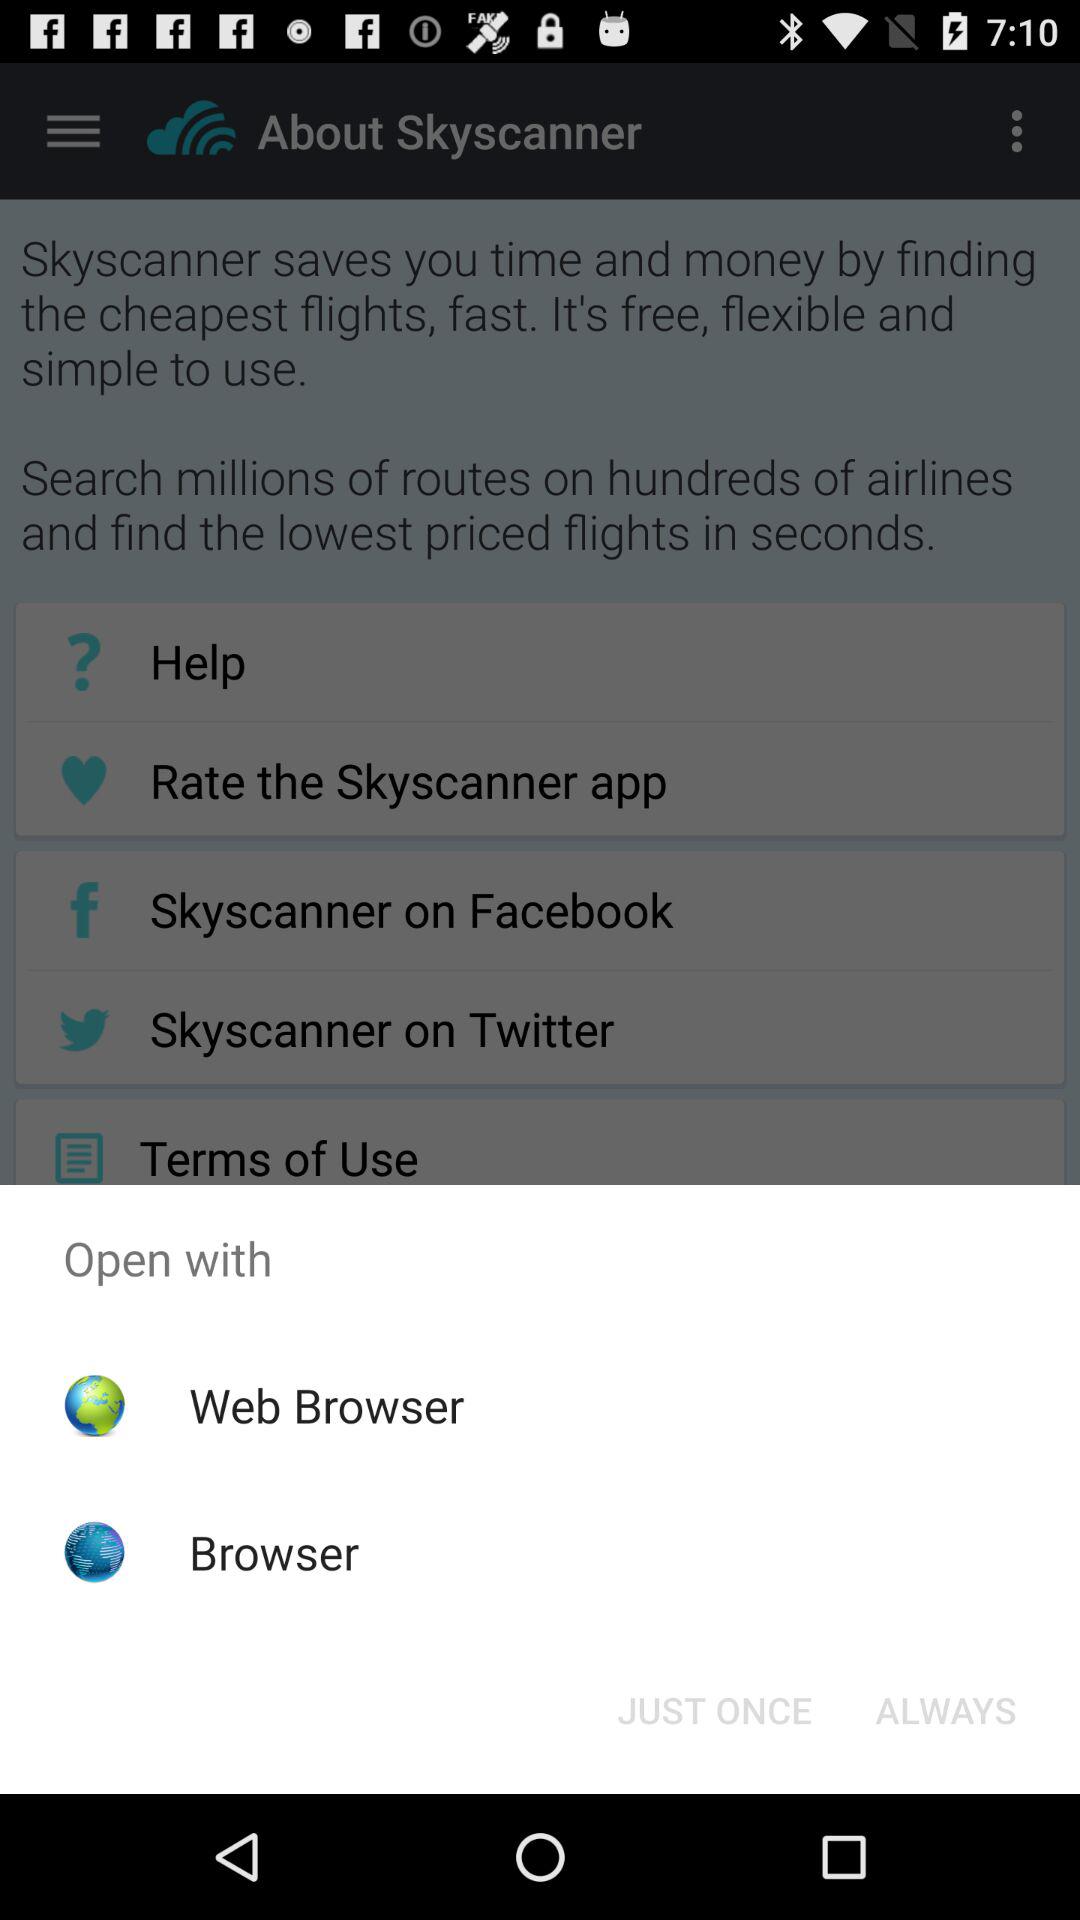 FAKE
7:10
About Skyscanner
Skyscanner saves you time and money by finding
the cheapest flights, fast. It's free, flexible and
simple to use.
Search millions of routes on hundreds of airlines
and find the lowest priced flights in seconds.
Help
Rate the Skyscanner app
Skyscanner on Facebook
Skyscanner on Twitter
Terms of Use
Open with
Web Browser
Browser
JUST ONCE ALWAYS